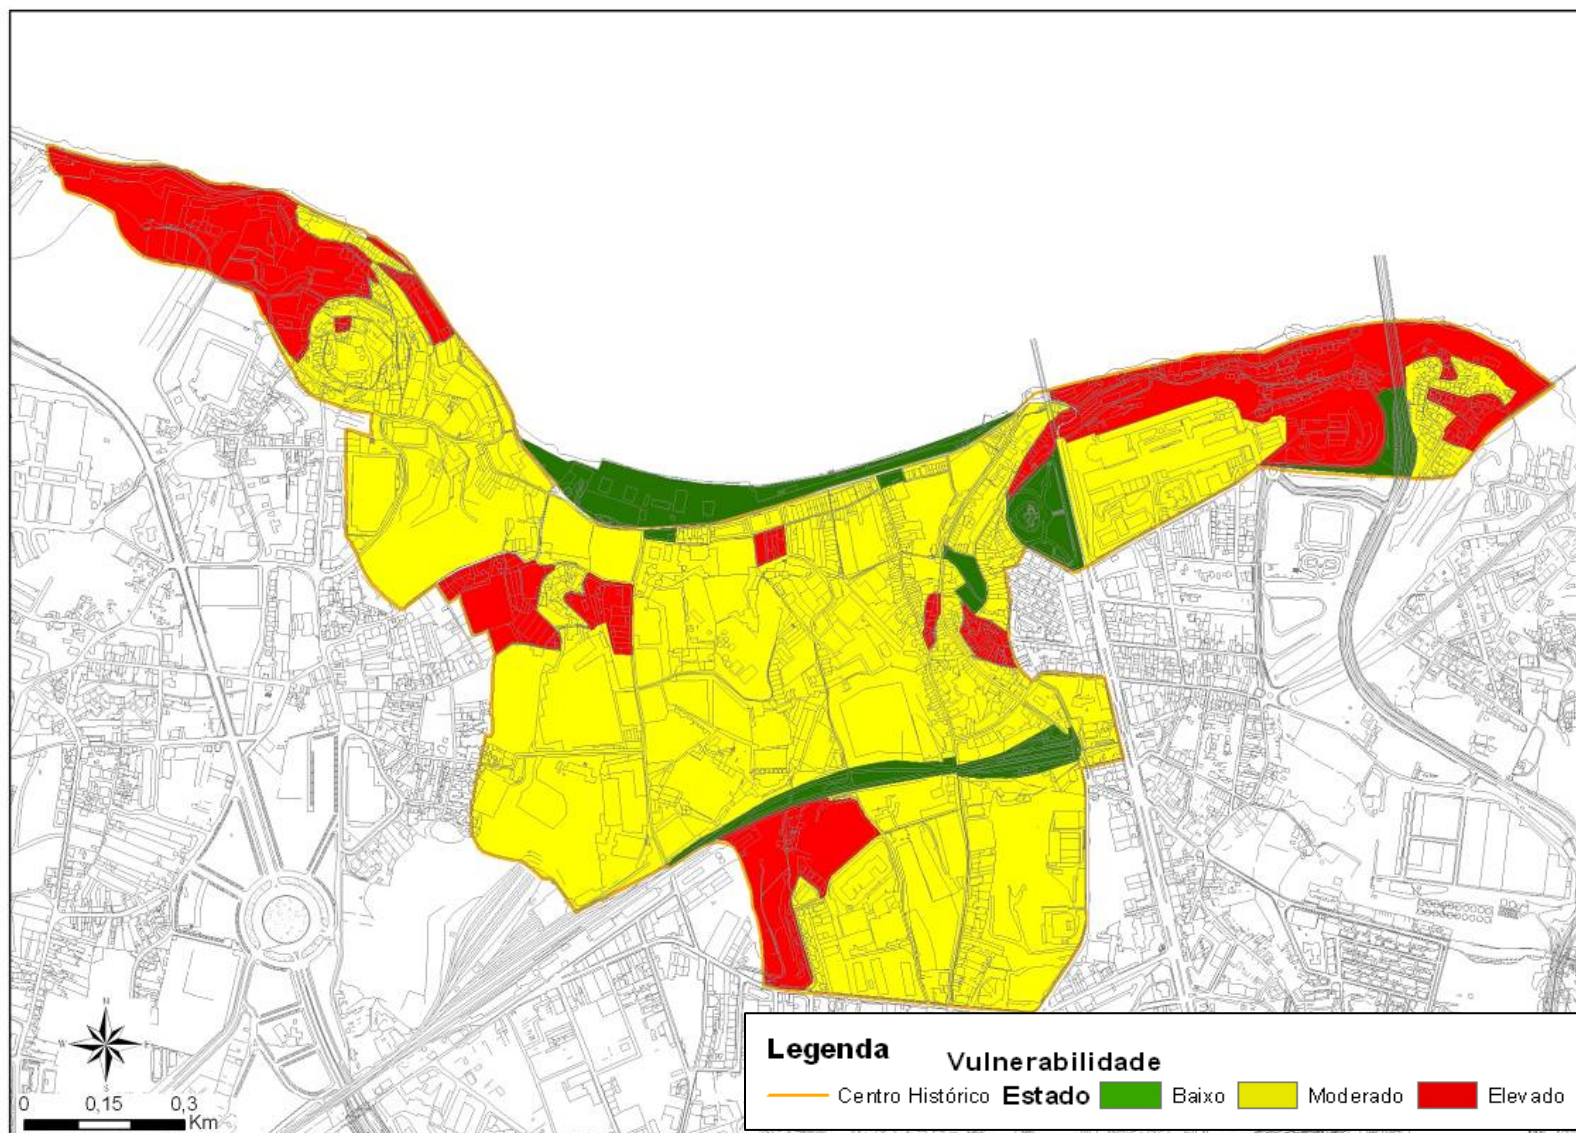 N
W E
S
0 0,15 0,3
Km
Legenda
Vulnerabilidade
Centro Histórico Estado Baixo Moderado Elevado